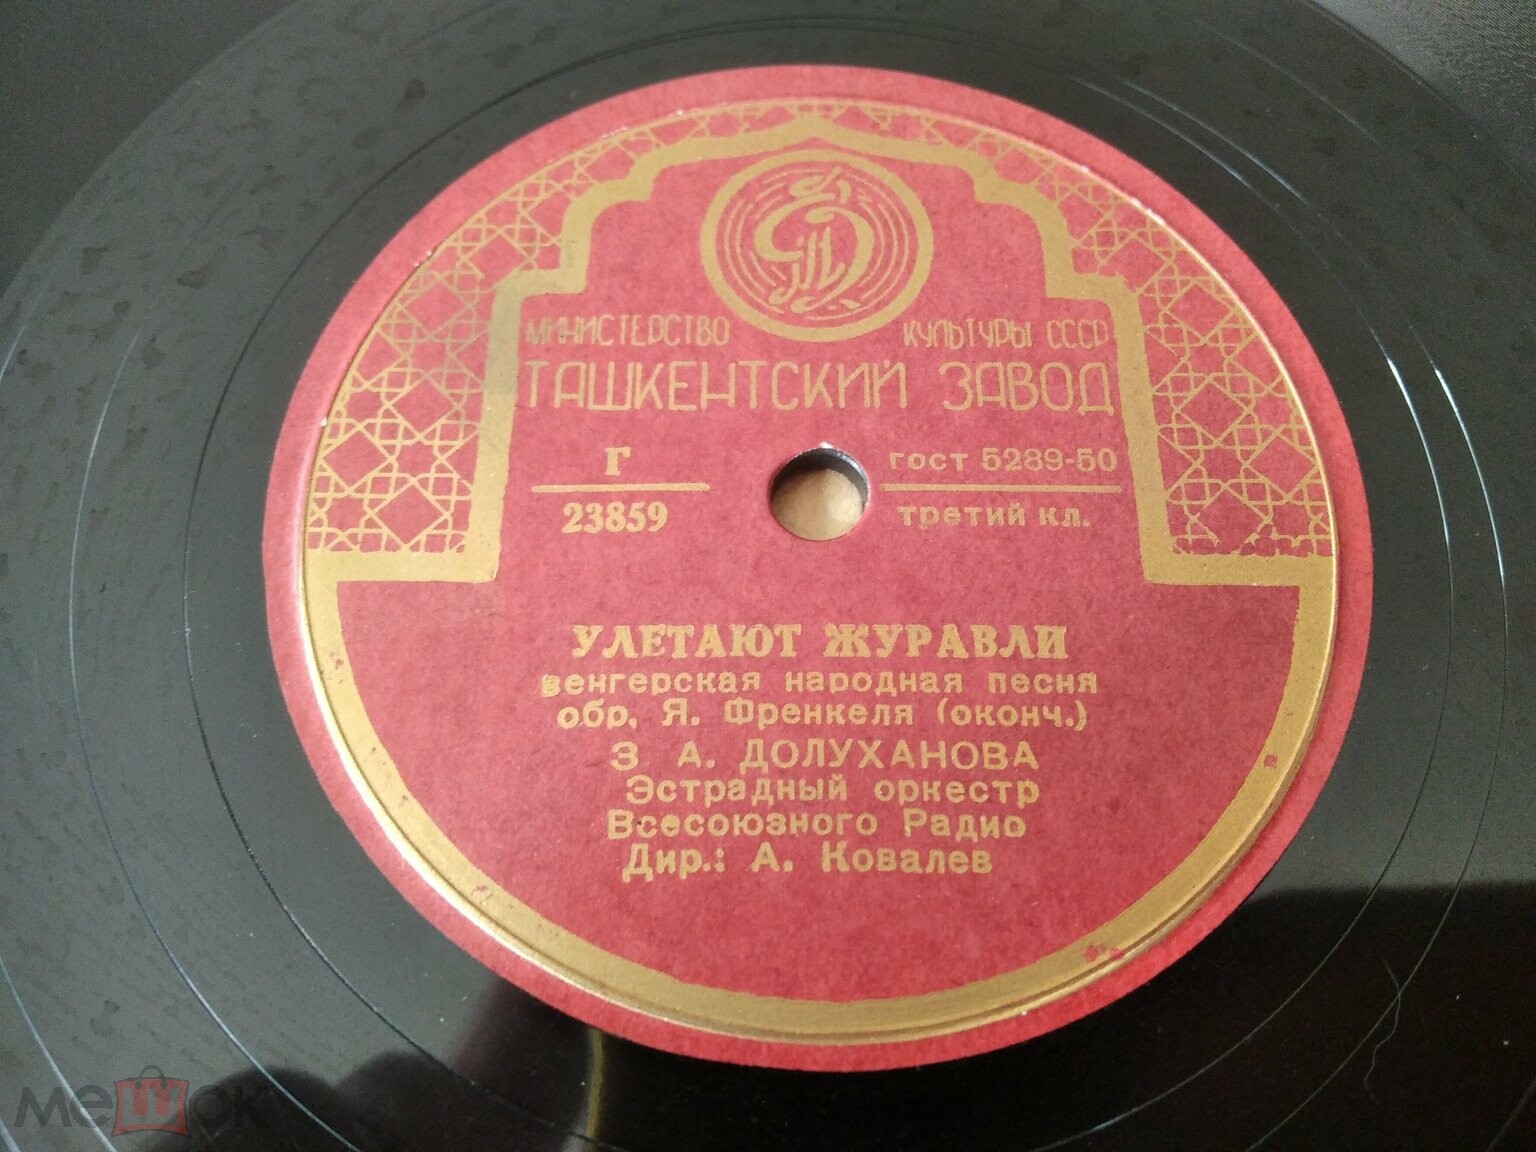 МИНИСТЕРСТВО КУЛЬТУРЫ СССР
ТАШКЕНТСКИЙ ЗАВОД
Г
23859
гост 5289-50
третий кл.
УЛЕТАЮТ ЖУРАВЛИ
венгерская народная песня
обр. Я. Френкеля (оконч.)
З А. ДОЛУХАНОВА
Эстрадный оркестр
Всесоюзного Радио
Дир.: А. Ковалев
мешок